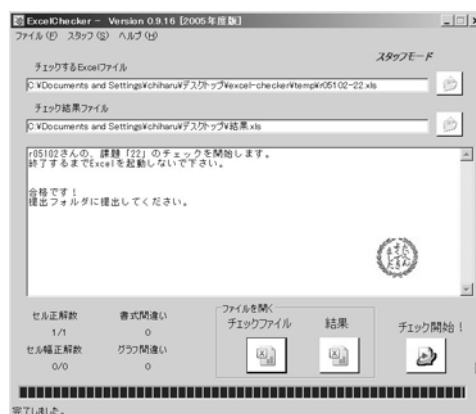 ExcelChecker - Version 0.9.16 [2005年度版]
ファイル(F) スタッフ(S) ヘルプ(H)
スタッフモード
チェックするExcelファイル
C:¥Documents and Settings¥chiharu¥デスクトップ¥excel-checker¥temp¥r05102-22.xls
チェック結果ファイル
C:¥Documents and Settings¥chiharu¥デスクトップ¥結果.xls
r05102さんの、課題「22」のチェックを開始します。
終了するまでExcelを起動しないで下さい。
合格です！
提出フォルダに提出してください。
セル正解数 書式間違い
1/1 0
セル幅正解数 グラフ間違い
0/0 0
ファイルを開く
チェックファイル 結果
チェック開始！
完了しました。